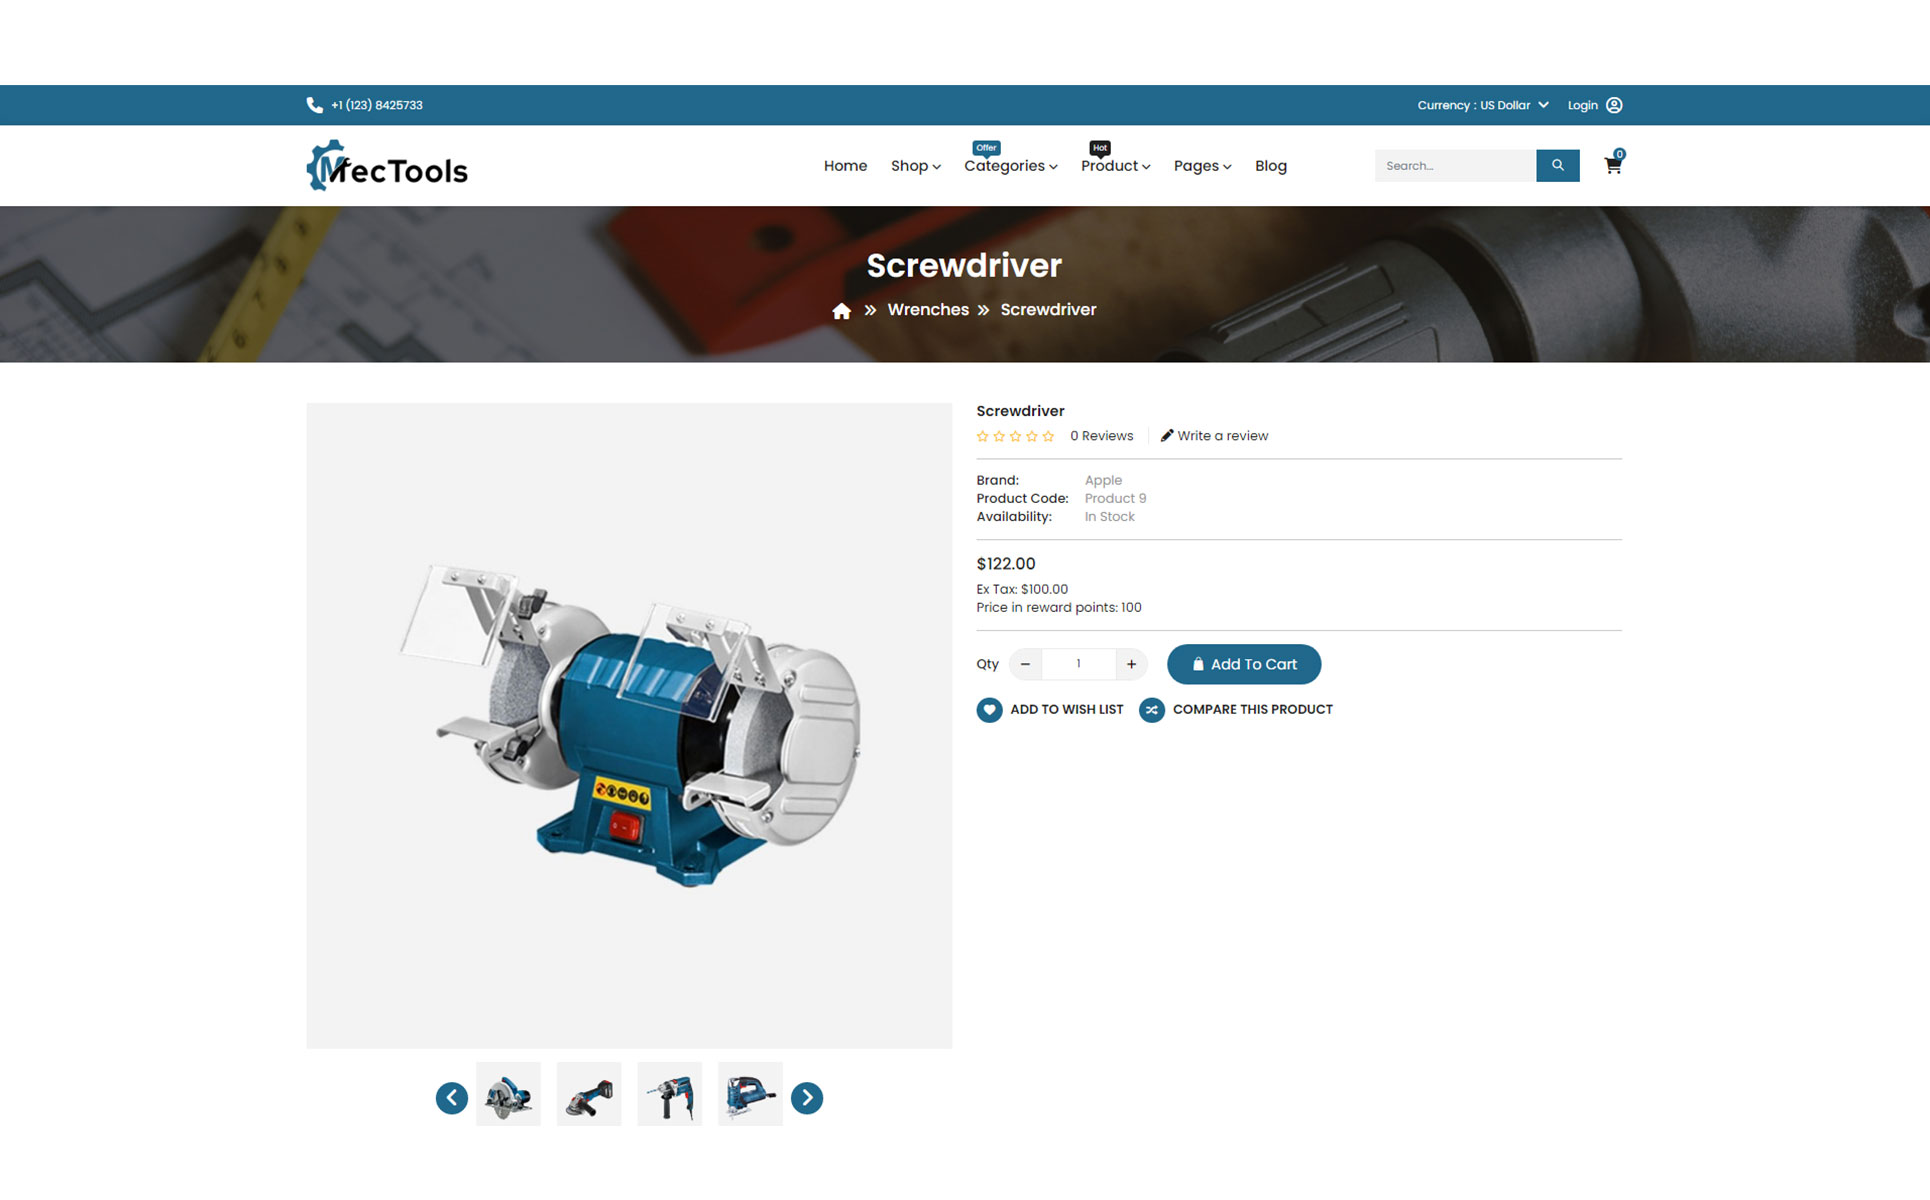 +1 (123) 8425733
Currency : US Dollar
Login
MfecTools
Offer
Hot
Home
Shop
Categories
Product
Pages
Blog
Search...
0
Screwdriver
Wrenches
Screwdriver
Screwdriver
0 Reviews
Write a review
Brand: Apple
Product Code: Product 9
Availability: In Stock
$122.00
Ex Tax: $100.00
Price in reward points: 100
Qty
1
Add To Cart
ADD TO WISH LIST
COMPARE THIS PRODUCT